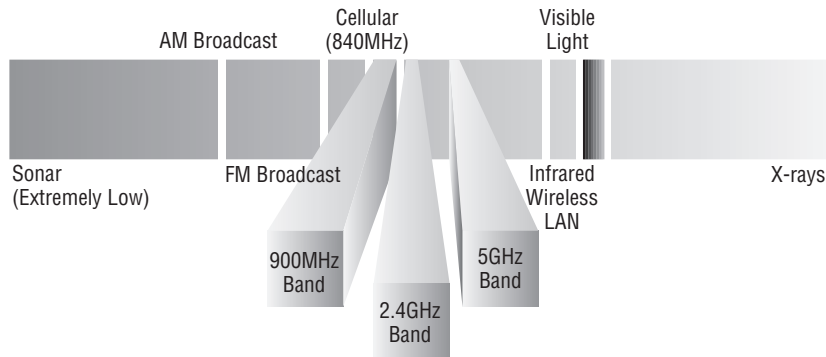 AM Broadcast
Cellular
(840MHz)
Visible
Light
Sonar
(Extremely Low)
FM Broadcast
Infrared
Wireless
LAN
X-rays
900MHz
Band
2.4GHz
Band
5GHz
Band